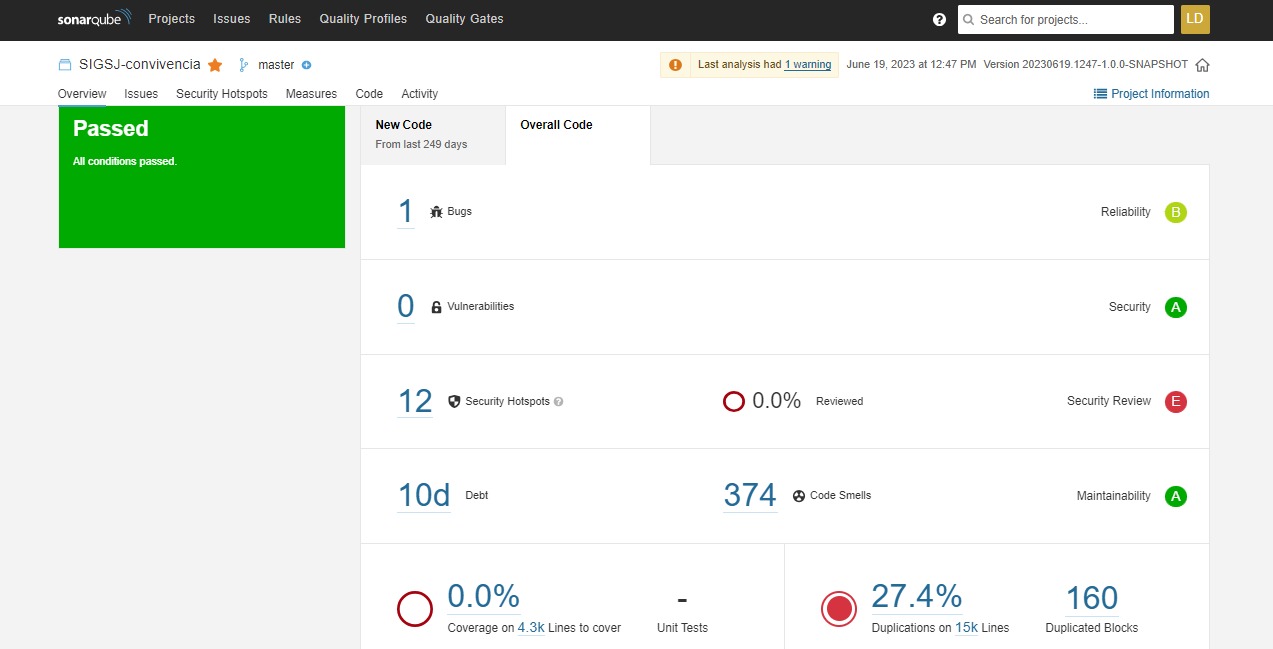 sonarqube Projects Issues Rules Quality Profiles Quality Gates ? Search for projects... LD
SIGSJ-convivencia master Last analysis had 1 warning June 19, 2023 at 12:47 PM Version 20230619.1247-1.0.0-SNAPSHOT
Overview Issues Security Hotspots Measures Code Activity Project Information
Passed
All conditions passed.
New Code
From last 249 days
Overall Code
1 Bugs Reliability B
0 Vulnerabilities Security A
12 Security Hotspots ? 0.0% Reviewed Security Review E
10d Debt 374 Code Smells Maintainability A
0.0%
Coverage on 4.3k Lines to cover
-
Unit Tests
27.4%
Duplications on 15k Lines
160
Duplicated Blocks